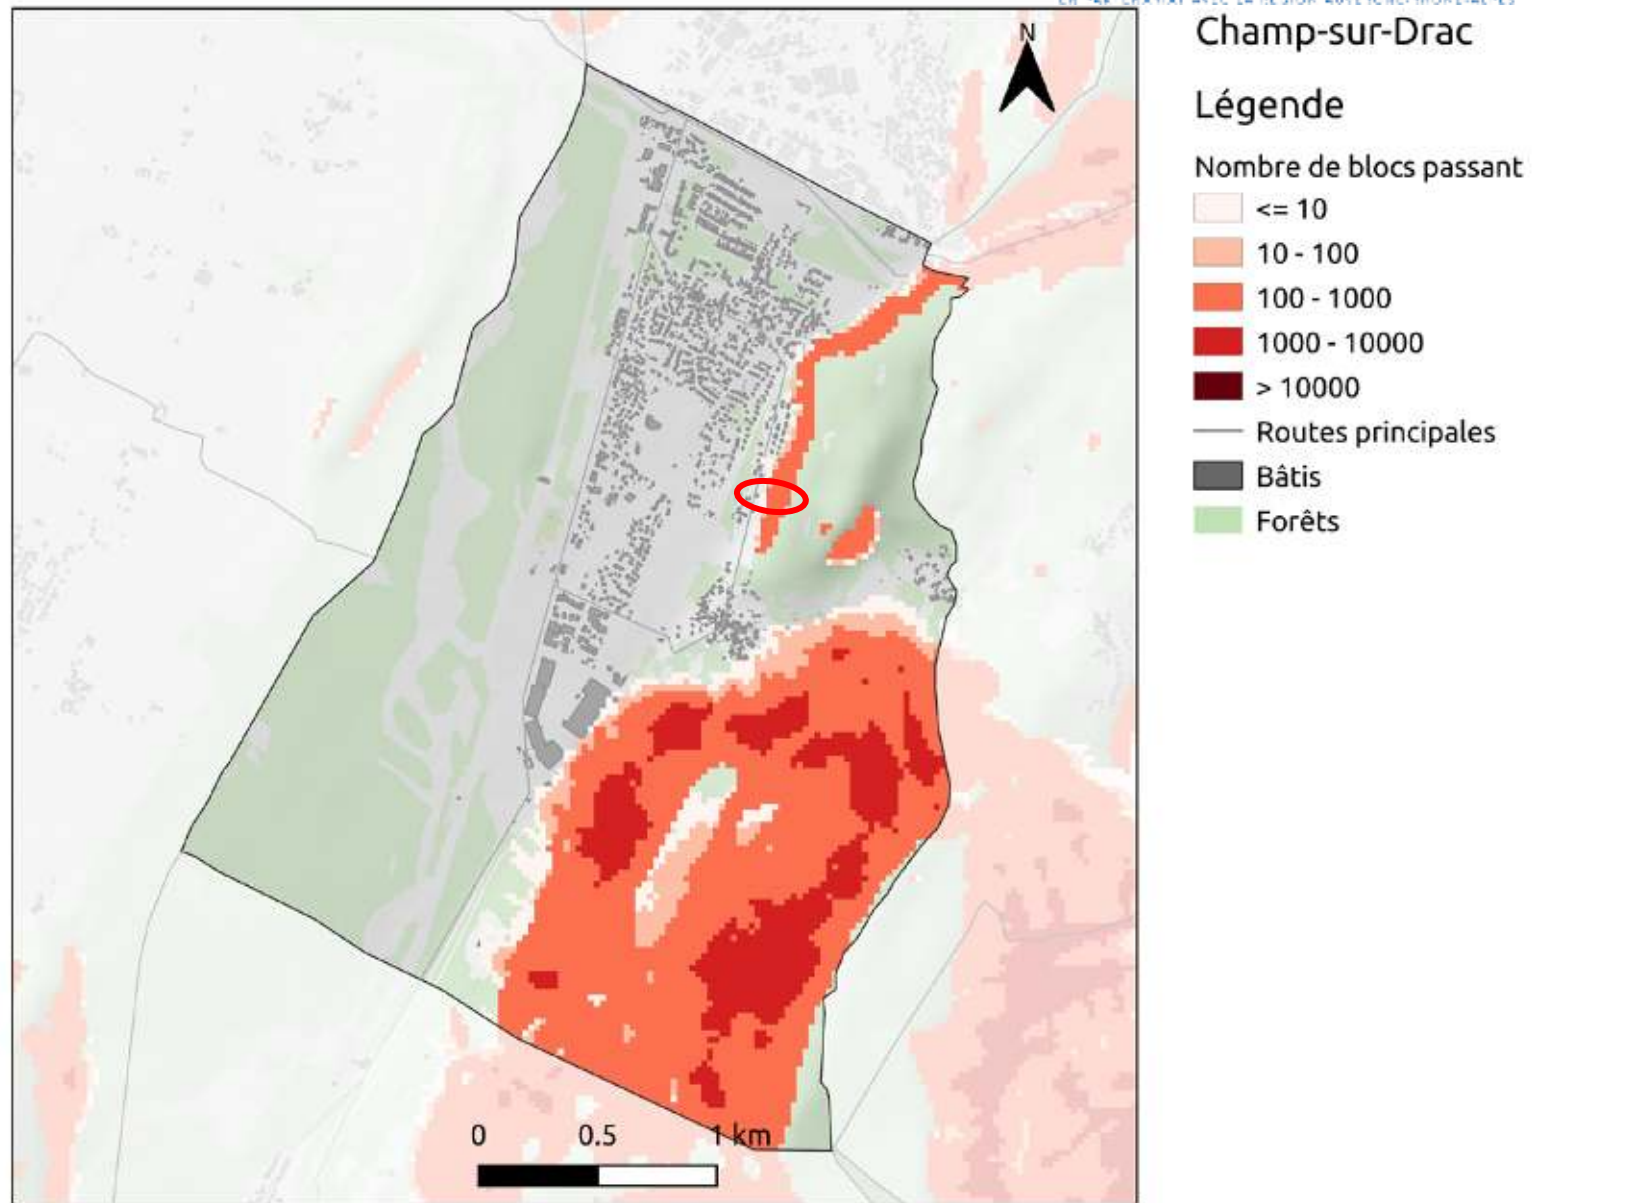 Champ-sur-Drac
N
Légende
Nombre de blocs passant
<= 10
10 - 100
100 - 1000
1000 - 10000
> 10000
Routes principales
Bâtis
Forêts
0 0.5 1 km